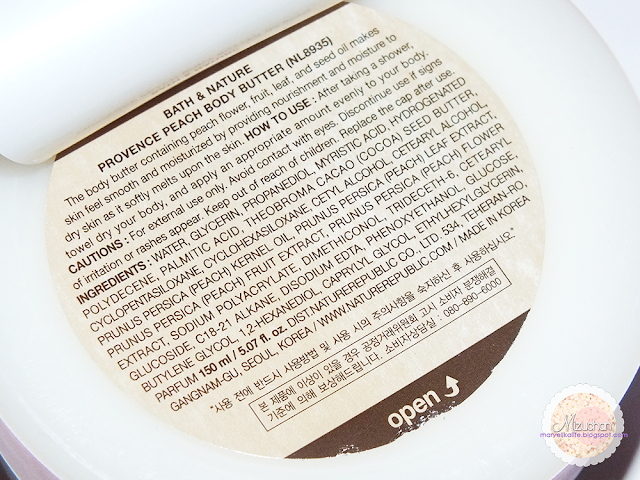 BATH & NATURE
PROVENCE PEACH BODY BUTTER (NL8935)
The body butter containing peach flower, fruit, leaf, and seed oil makes
skin feel smooth and moisturized by providing nourishment and moisture to
dry skin as it softly melts upon the skin. HOW TO USE : After taking a shower,
towel dry your body, and apply an appropriate amount evenly to your body.
CAUTIONS : For external use only. Avoid contact with eyes. Discontinue use if signs
of irritation or rashes appear. Keep out of reach of children. Replace the cap after use.
INGREDIENTS : WATER, GLYCERIN, PROPANEDIOL, MYRISTIC ACID, HYDROGENATED
POLYDECENE, PALMITIC ACID, THEOBROMA CACAO (COCOA) SEED BUTTER,
CYCLOPENTASILOXANE, CYCLOHEXASILOXANE, CETYL ALCOHOL, CETEARYL ALCOHOL,
PRUNUS PERSICA (PEACH) KERNEL OIL, PRUNUS PERSICA (PEACH) LEAF EXTRACT,
PRUNUS PERSICA (PEACH) FRUIT EXTRACT, PRUNUS PERSICA (PEACH) FLOWER
EXTRACT, SODIUM POLYACRYLATE, DIMETHICONOL, TRIDECETH-6, CETEARYL
GLUCOSIDE, C18-21 ALKANE, DISODIUM EDTA, PHENOXYETHANOL, GLUCOSE,
BUTYLENE GLYCOL, 1,2-HEXANEDIOL, CAPRYLYL GLYCOL, ETHYLHEXYLGLYCERIN,
PARFUM 150 ml / 5.07 fl. oz. DIST.NATUREREPUBLIC CO., LTD. 534, TEHERAN-RO,
GANGNAM-GU, SEOUL, KOREA / WWW.NATUREREPUBLIC.COM / MADE IN KOREA
"사용 전에 반드시 사용방법 및 사용 시의 주의사항을 숙지하신 후 사용하십시오."
본 제품에 이상이 있을 경우 공정거래위원회 고시 소비자 분쟁해결
기준에 의해 보상해드립니다. 소비자상담실 : 080-890-6000
open
Mizuchan
marveliкalife.blogspot.com